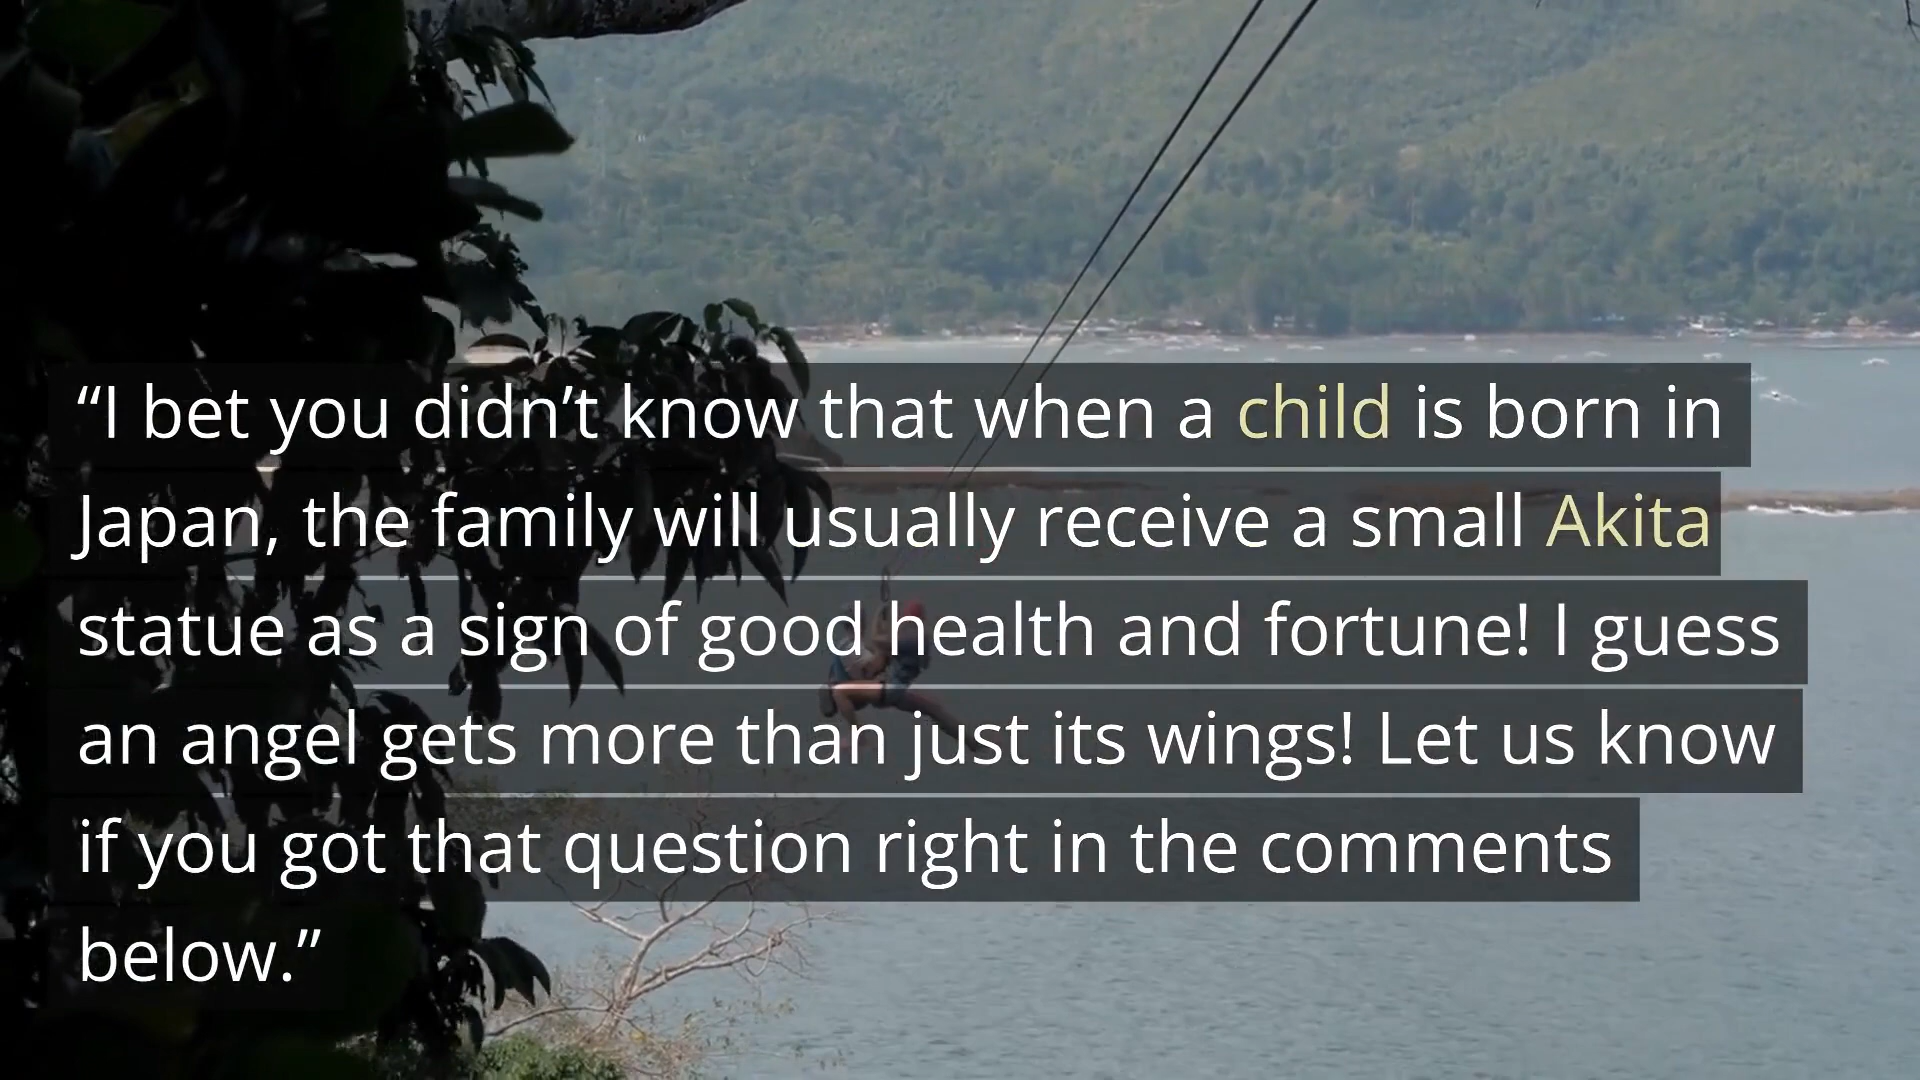 “I bet you didn’t know that when a child is born in
Japan, the family will usually receive a small Akita
statue as a sign of good health and fortune! I guess
an angel gets more than just its wings! Let us know
if you got that question right in the comments
below.”